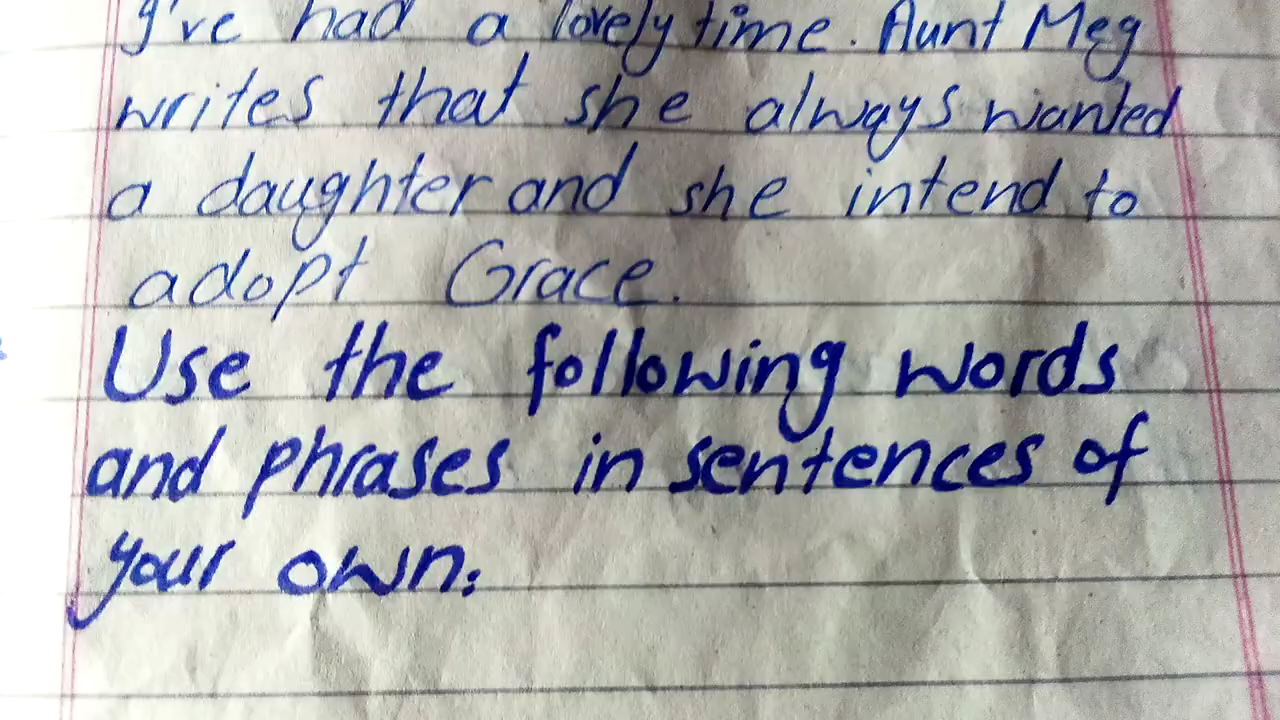 I've had a lovely time. Aunt Meg
writes that she always wanted
a daughter and she intend to
adopt Grace.
Use the following words
and phrases in sentences of
your own: